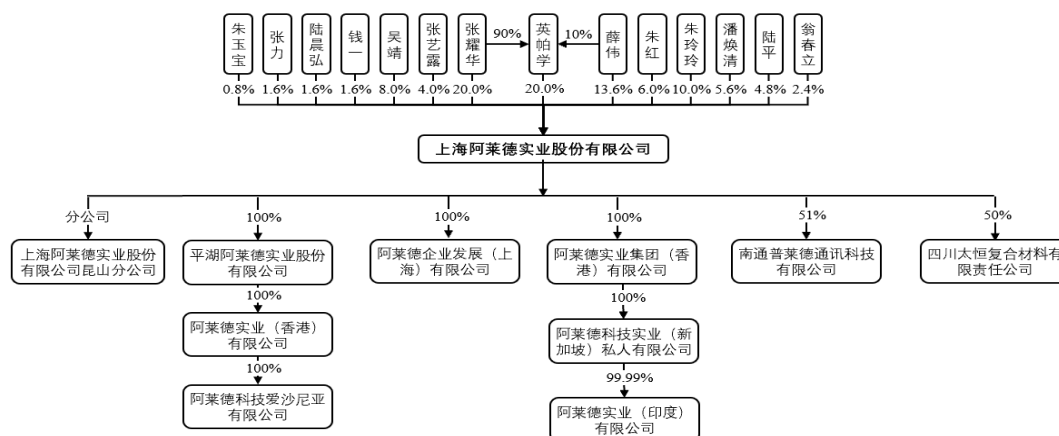 朱玉宝
张力
陆晨弘
钱一
吴靖
张艺露
张耀华
90%
英帕学
10%
薛伟
朱红
朱玲玲
潘焕清
陆平
翁春立
0.8%
1.6%
1.6%
1.6%
8.0%
4.0%
20.0%
20.0%
13.6%
6.0%
10.0%
5.6%
4.8%
2.4%
上海阿莱德实业股份有限公司
分公司
100%
100%
100%
51%
50%
上海阿莱德实业股份
有限公司昆山分公司
平湖阿莱德实业股份
有限公司
阿莱德企业发展（上
海）有限公司
阿莱德实业集团（香
港）有限公司
南通普莱德通讯科技
有限公司
四川太恒复合材料有
限责任公司
100%
100%
阿莱德实业（香港）
有限公司
阿莱德科技实业（新
加坡）私人有限公司
100%
99.99%
阿莱德科技爱沙尼亚
有限公司
阿莱德实业（印度）
有限公司